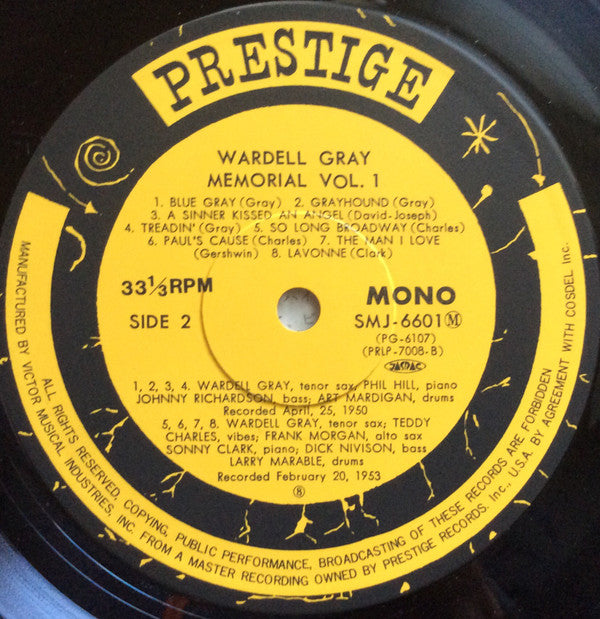 PRESTIGE
WARDELL GRAY
MEMORIAL VOL. 1
1. BLUE GRAY (Gray) 2. GRAYHOUND (Gray)
3. A SINNER KISSED AN ANGEL (David-Joseph)
4. TREADIN' (Gray) 5. SO LONG BROADWAY (Charles)
6. PAUL'S CAUSE (Charles) 7. THE MAN I LOVE
(Gershwin) 8. LAVONNE (Clark)
33⅓RPM
SIDE 2
MONO
SMJ-6601 Ⓜ
(PG-6107)
(PRLP-7008-B)
JASRAC
1, 2, 3, 4. WARDELL GRAY, tenor sax, PHIL HILL, piano
JOHNNY RICHARDSON, bass; ART MARDIGAN, drums
Recorded April, 25, 1950
5, 6, 7, 8. WARDELL GRAY, tenor sax; TEDDY
CHARLES, vibes; FRANK MORGAN, alto sax
SONNY CLARK, piano; DICK NIVISON, bass
LARRY MARABLE, drums
Recorded February 20, 1953
Ⓑ
MANUFACTURED BY VICTOR MUSICAL INDUSTRIES, INC. FROM A MASTER RECORDING OWNED BY PRESTIGE RECORDS. Inc., U.S.A. BY AGREEMENT WITH COSDEL Inc.
ALL RIGHTS RESERVED, COPYING, PUBLIC PERFORMANCE, BROADCASTING OF THESE RECORDS ARE FORBIDDEN